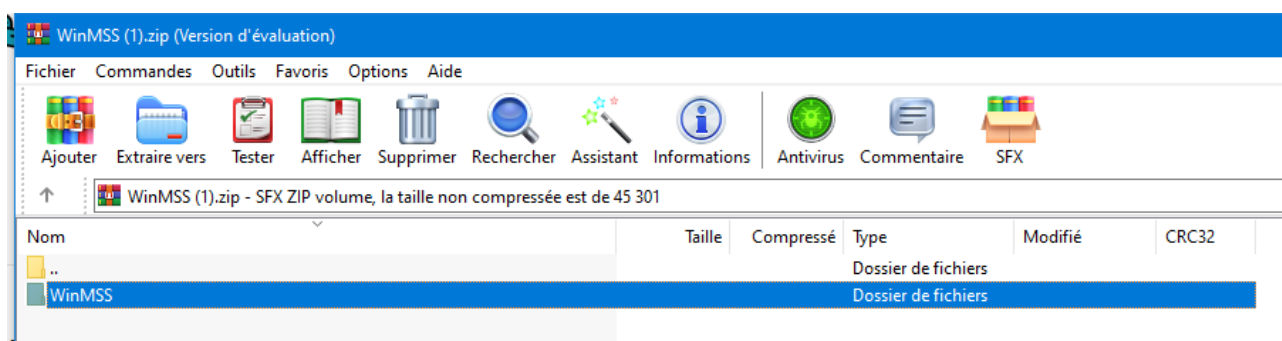 WinMSS (1).zip (Version d'évaluation)
Fichier Commandes Outils Favoris Options Aide
Ajouter Extraire vers Tester Afficher Supprimer Rechercher Assistant Informations Antivirus Commentaire SFX
WinMSS (1).zip - SFX ZIP volume, la taille non compressée est de 45 301
Nom Taille Compressé Type Modifié CRC32
.. Dossier de fichiers
WinMSS Dossier de fichiers